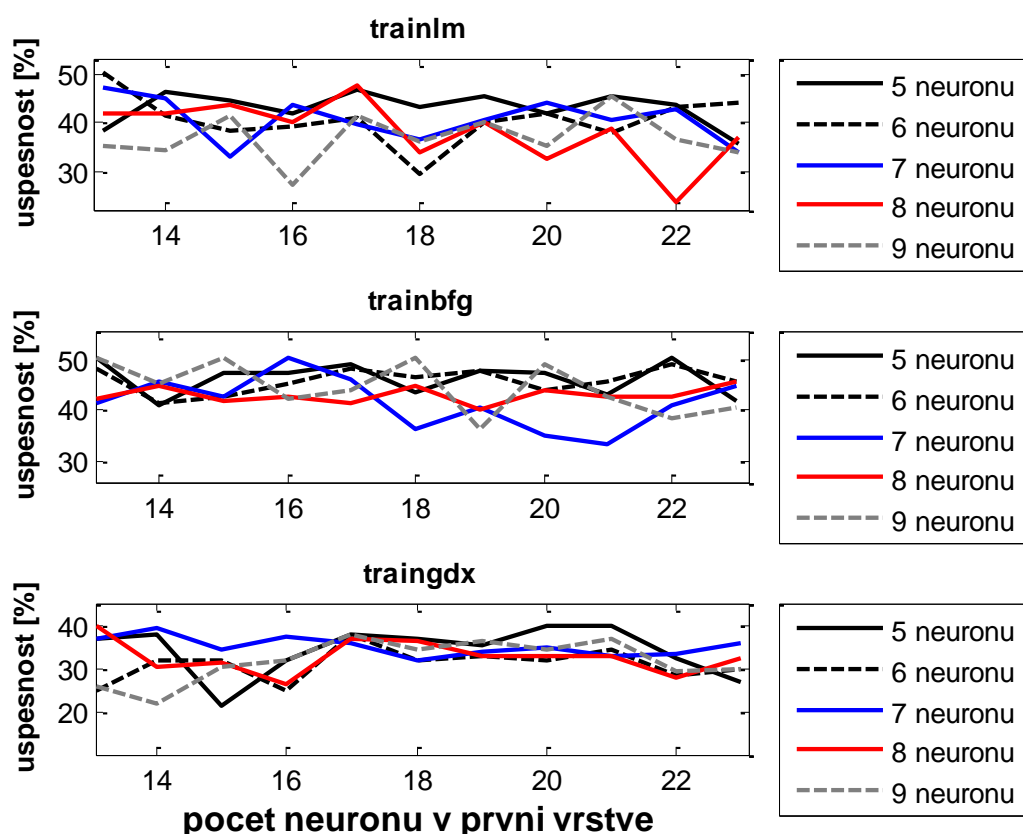 trainlm
uspesnost [%]
50
40
30
14 16 18 20 22
5 neuronu
6 neuronu
7 neuronu
8 neuronu
9 neuronu
trainbfg
uspesnost [%]
50
40
30
14 16 18 20 22
5 neuronu
6 neuronu
7 neuronu
8 neuronu
9 neuronu
traingdx
uspesnost [%]
40
30
20
14 16 18 20 22
pocet neuronu v prvni vrstve
5 neuronu
6 neuronu
7 neuronu
8 neuronu
9 neuronu